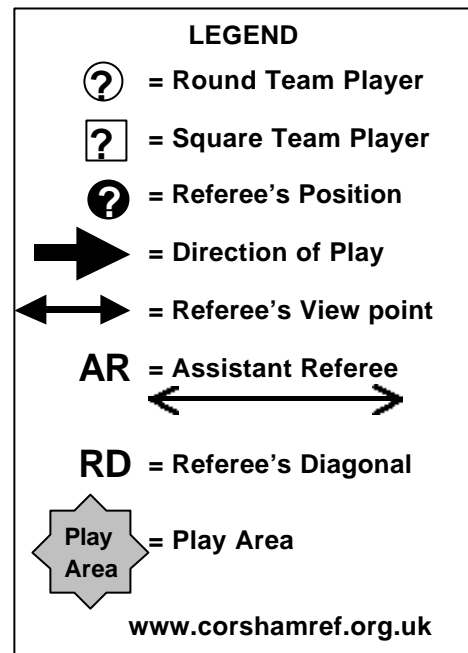 LEGEND
? = Round Team Player
? = Square Team Player
? = Referee's Position
= Direction of Play
= Referee's View point
AR = Assistant Referee
RD = Referee's Diagonal
Play Area = Play Area
www.corshamref.org.uk